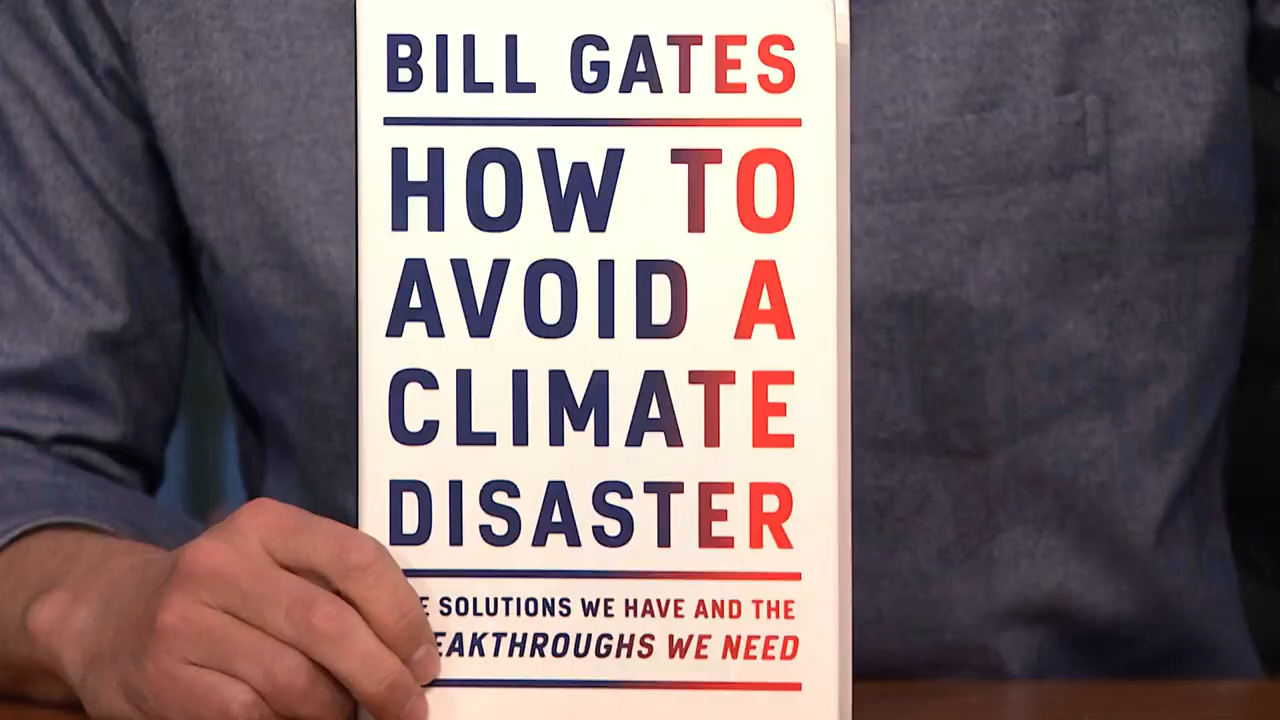 BILL GATES
HOW TO
AVOID A
CLIMATE
DISASTER
SOLUTIONS WE HAVE AND THE
WE NEED